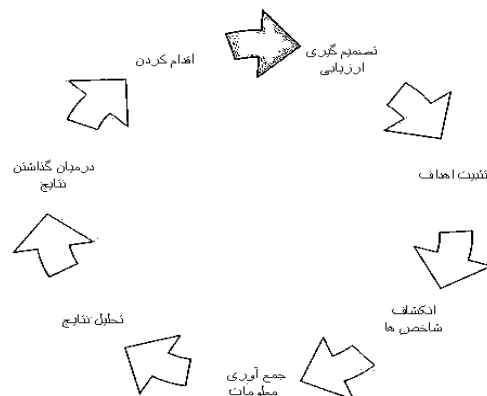 تصمیم گیری
ارزیابی
تثبیت اهداف
انکشاف
شاخص ها
جمع آوری
معلومات
تحلیل نتایج
درمیان گذاشتن
نتایج
اقدام کردن